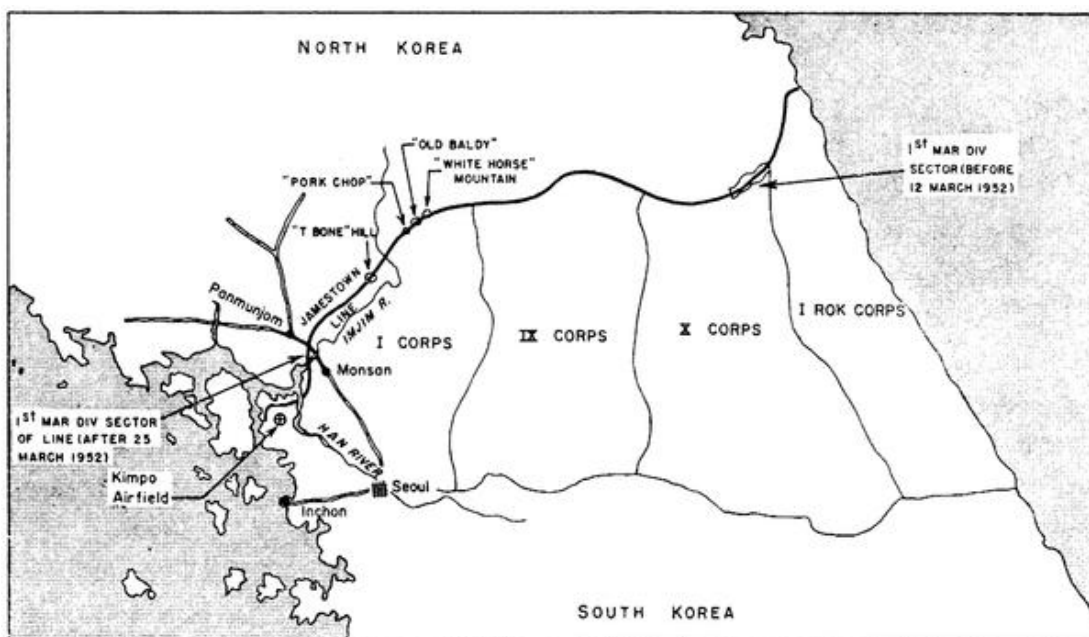 NORTH KOREA
"OLD BALDY"
"WHITE HORSE"
MOUNTAIN
"PORK CHOP"
1st MAR DIV
SECTOR (BEFORE
12 MARCH 1952)
"T BONE" HILL
JAMESTOWN
LINE
IMJIM R.
Panmunjom
I CORPS
IX CORPS
X CORPS
I ROK CORPS
Monsan
1st MAR DIV SECTOR
OF LINE (AFTER 25
MARCH 1952)
HAN RIVER
Kimpo
Airfield
Seoul
Inchon
SOUTH KOREA